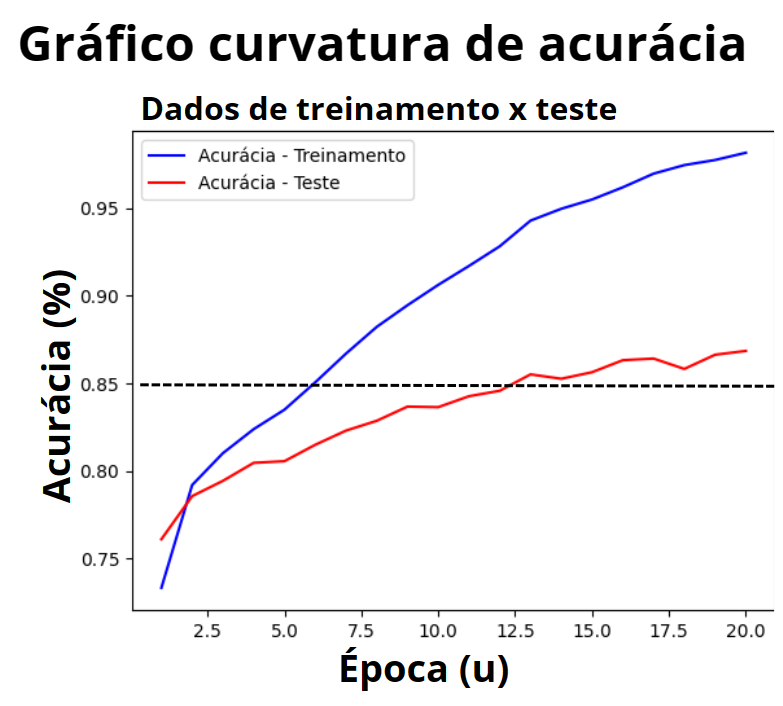 Gráfico curvatura de acurácia
Dados de treinamento x teste
Acurácia - Treinamento
Acurácia - Teste
Acurácia (%)
0.95
0.90
0.85
0.80
0.75
2.5 5.0 7.5 10.0 12.5 15.0 17.5 20.0
Época (u)